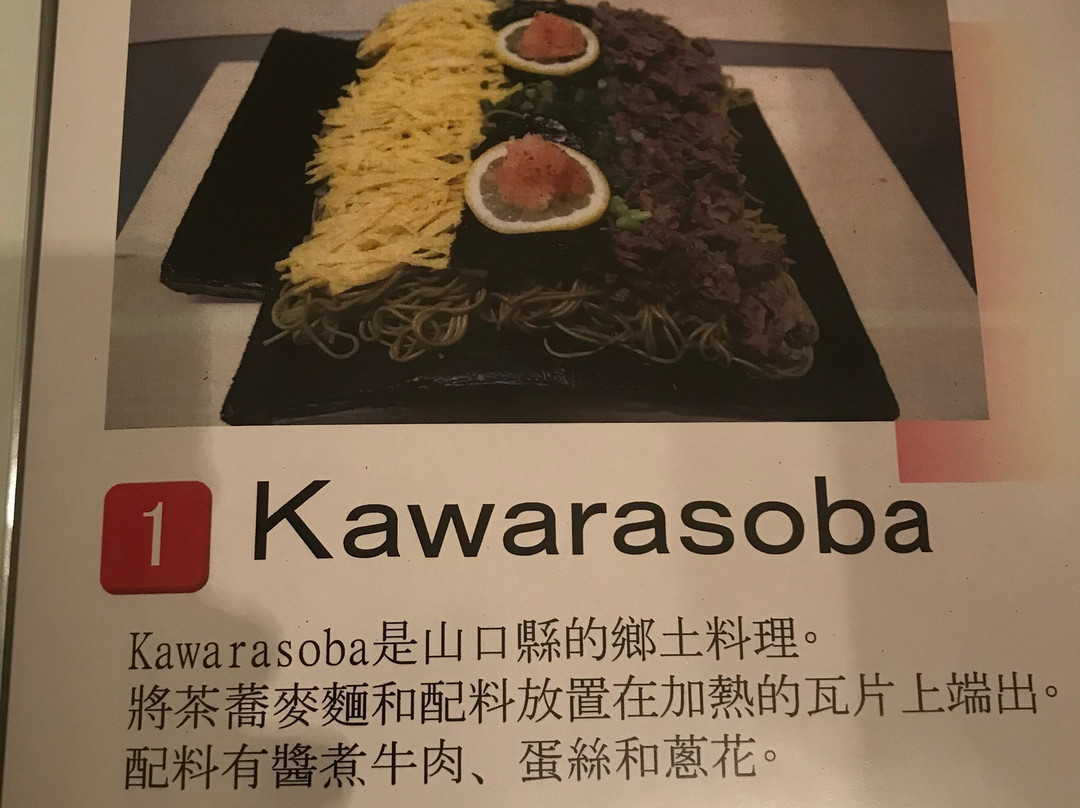 1 Kawarasoba
Kawarasoba是山口縣的鄉土料理。
將茶蕎麥麵和配料放置在加熱的瓦片上端出。
配料有醬煮牛肉、蛋絲和蔥花。